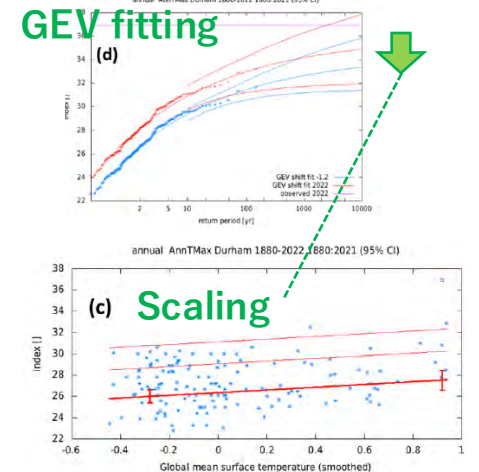 annual AnnTMax Durham 1880-2022 1880:2021 (95% CI)
GEV fitting
(d)
38
36
34
32
30
28
26
24
22
index []
GEV shift fit -1.2
GEV shift fit 2022
observed 2022
2 5 10 100 1000 10000
return period [yr]
annual AnnTMax Durham 1880-2022 1880:2021 (95% CI)
(c) Scaling
38
36
34
32
30
28
26
24
22
index []
-0.6 -0.4 -0.2 0 0.2 0.4 0.6 0.8 1
Global mean surface temperature (smoothed)